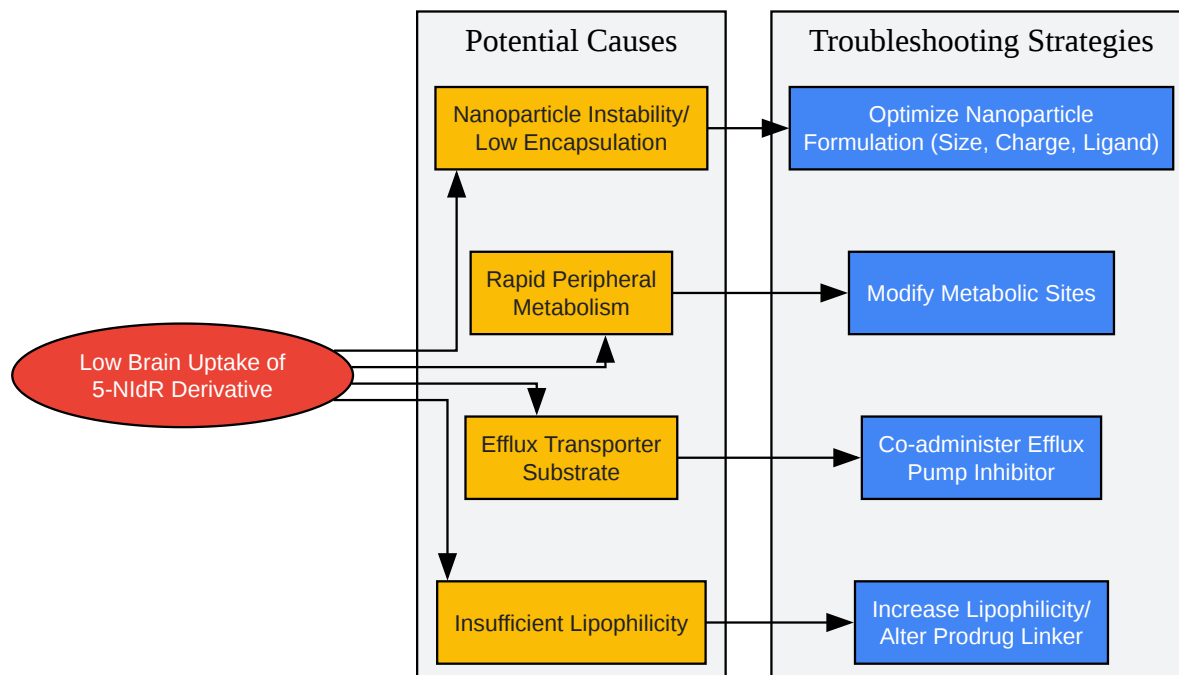 Potential Causes
Troubleshooting Strategies
Nanoparticle Instability/
Low Encapsulation
Optimize Nanoparticle
Formulation (Size, Charge, Ligand)
Rapid Peripheral
Metabolism
Modify Metabolic Sites
Low Brain Uptake of
5-NIdR Derivative
Efflux Transporter
Substrate
Co-administer Efflux
Pump Inhibitor
Insufficient Lipophilicity
Increase Lipophilicity/
Alter Prodrug Linker